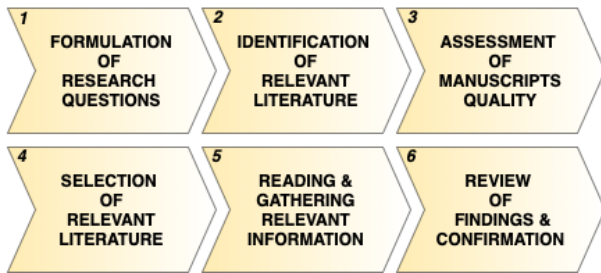 1
FORMULATION
OF
RESEARCH
QUESTIONS
2
IDENTIFICATION
OF
RELEVANT
LITERATURE
3
ASSESSMENT
OF
MANUSCRIPTS
QUALITY
4
SELECTION
OF
RELEVANT
LITERATURE
5
READING &
GATHERING
RELEVANT
INFORMATION
6
REVIEW
OF
FINDINGS &
CONFIRMATION